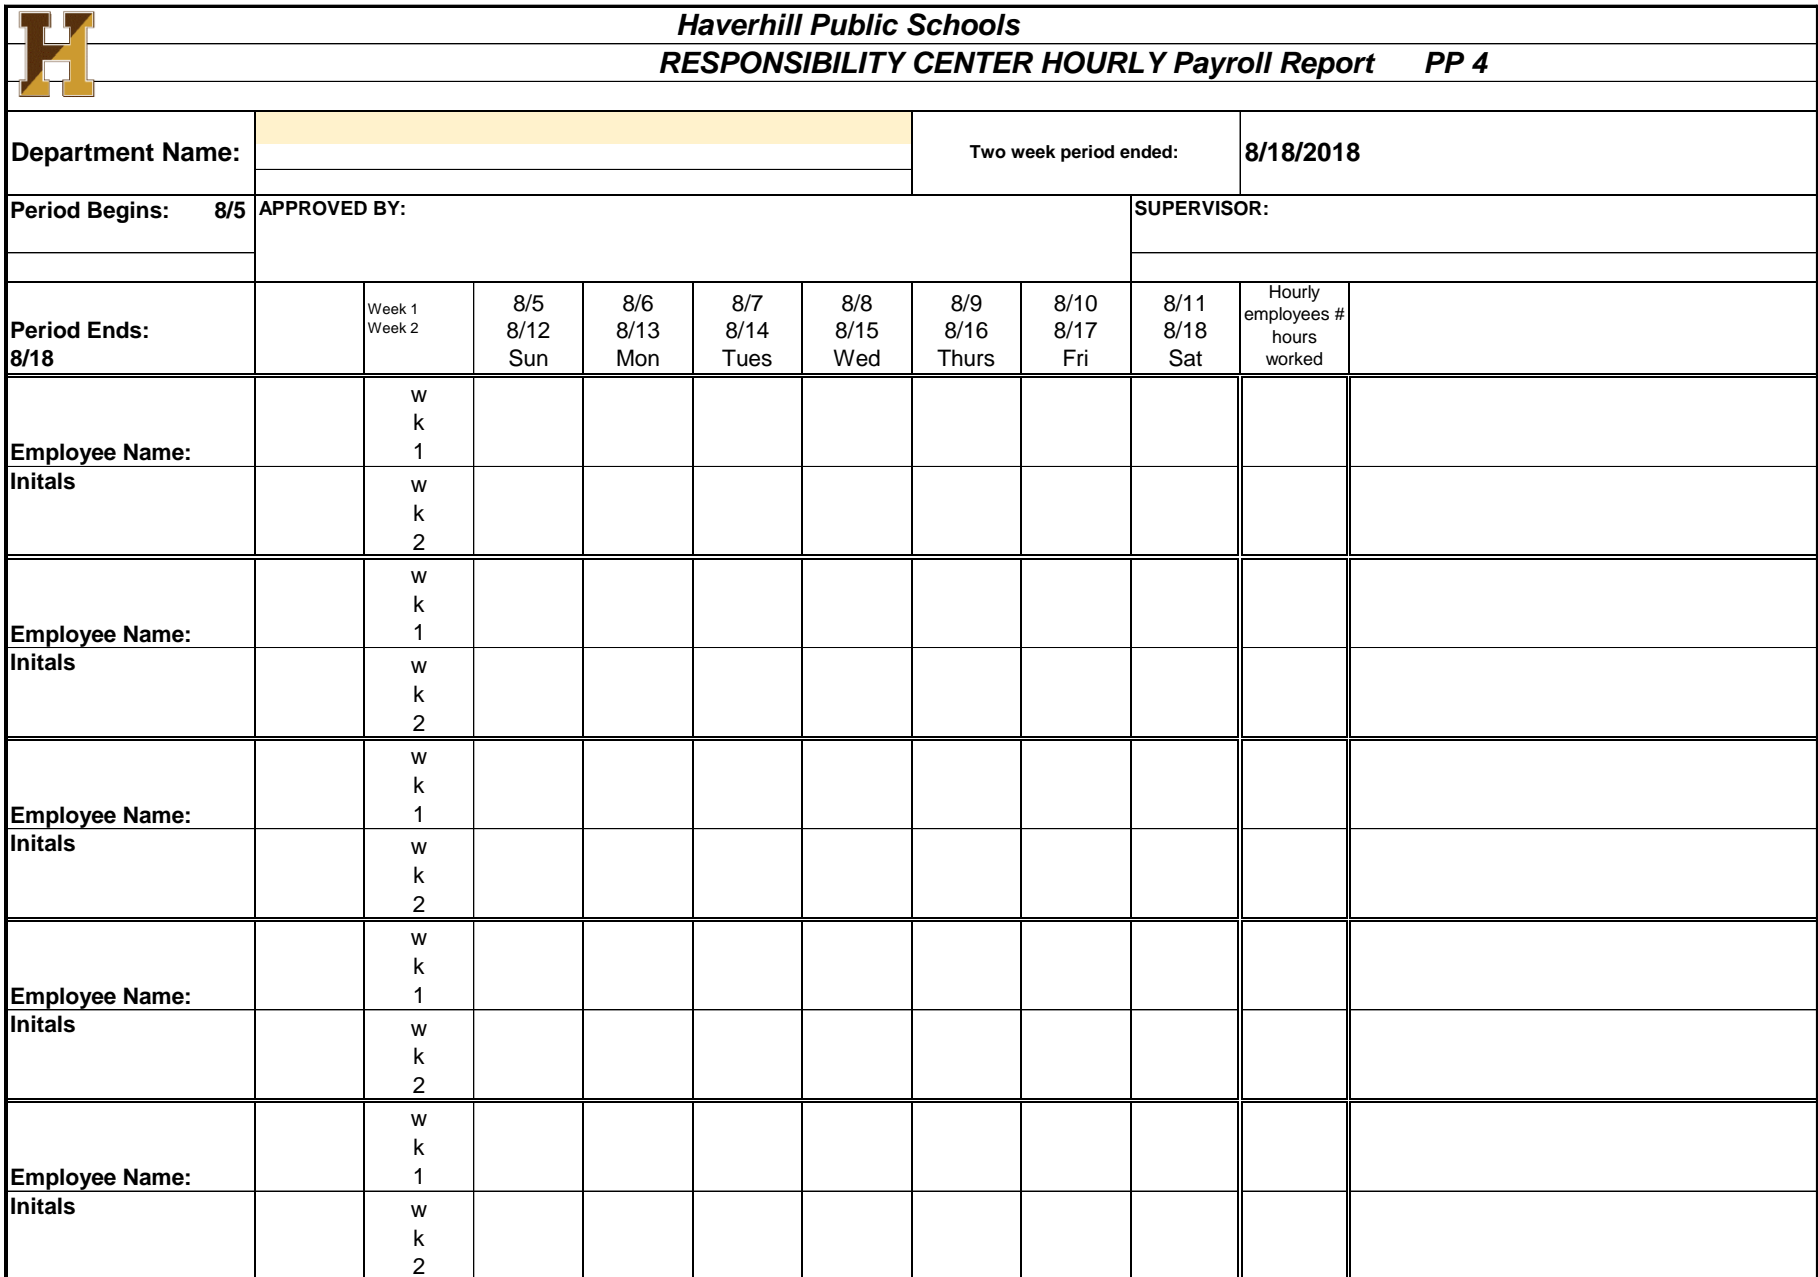 H
Haverhill Public Schools
RESPONSIBILITY CENTER HOURLY Payroll Report PP 4
Department Name:
Two week period ended:
8/18/2018
Period Begins: 8/5
APPROVED BY:
SUPERVISOR:
Period Ends:
8/18
Week 1
Week 2
8/5
8/12
Sun
8/6
8/13
Mon
8/7
8/14
Tues
8/8
8/15
Wed
8/9
8/16
Thurs
8/10
8/17
Fri
8/11
8/18
Sat
Hourly
employees #
hours
worked
Employee Name:
w
k
1
Initals
w
k
2
Employee Name:
w
k
1
Initals
w
k
2
Employee Name:
w
k
1
Initals
w
k
2
Employee Name:
w
k
1
Initals
w
k
2
Employee Name:
w
k
1
Initals
w
k
2